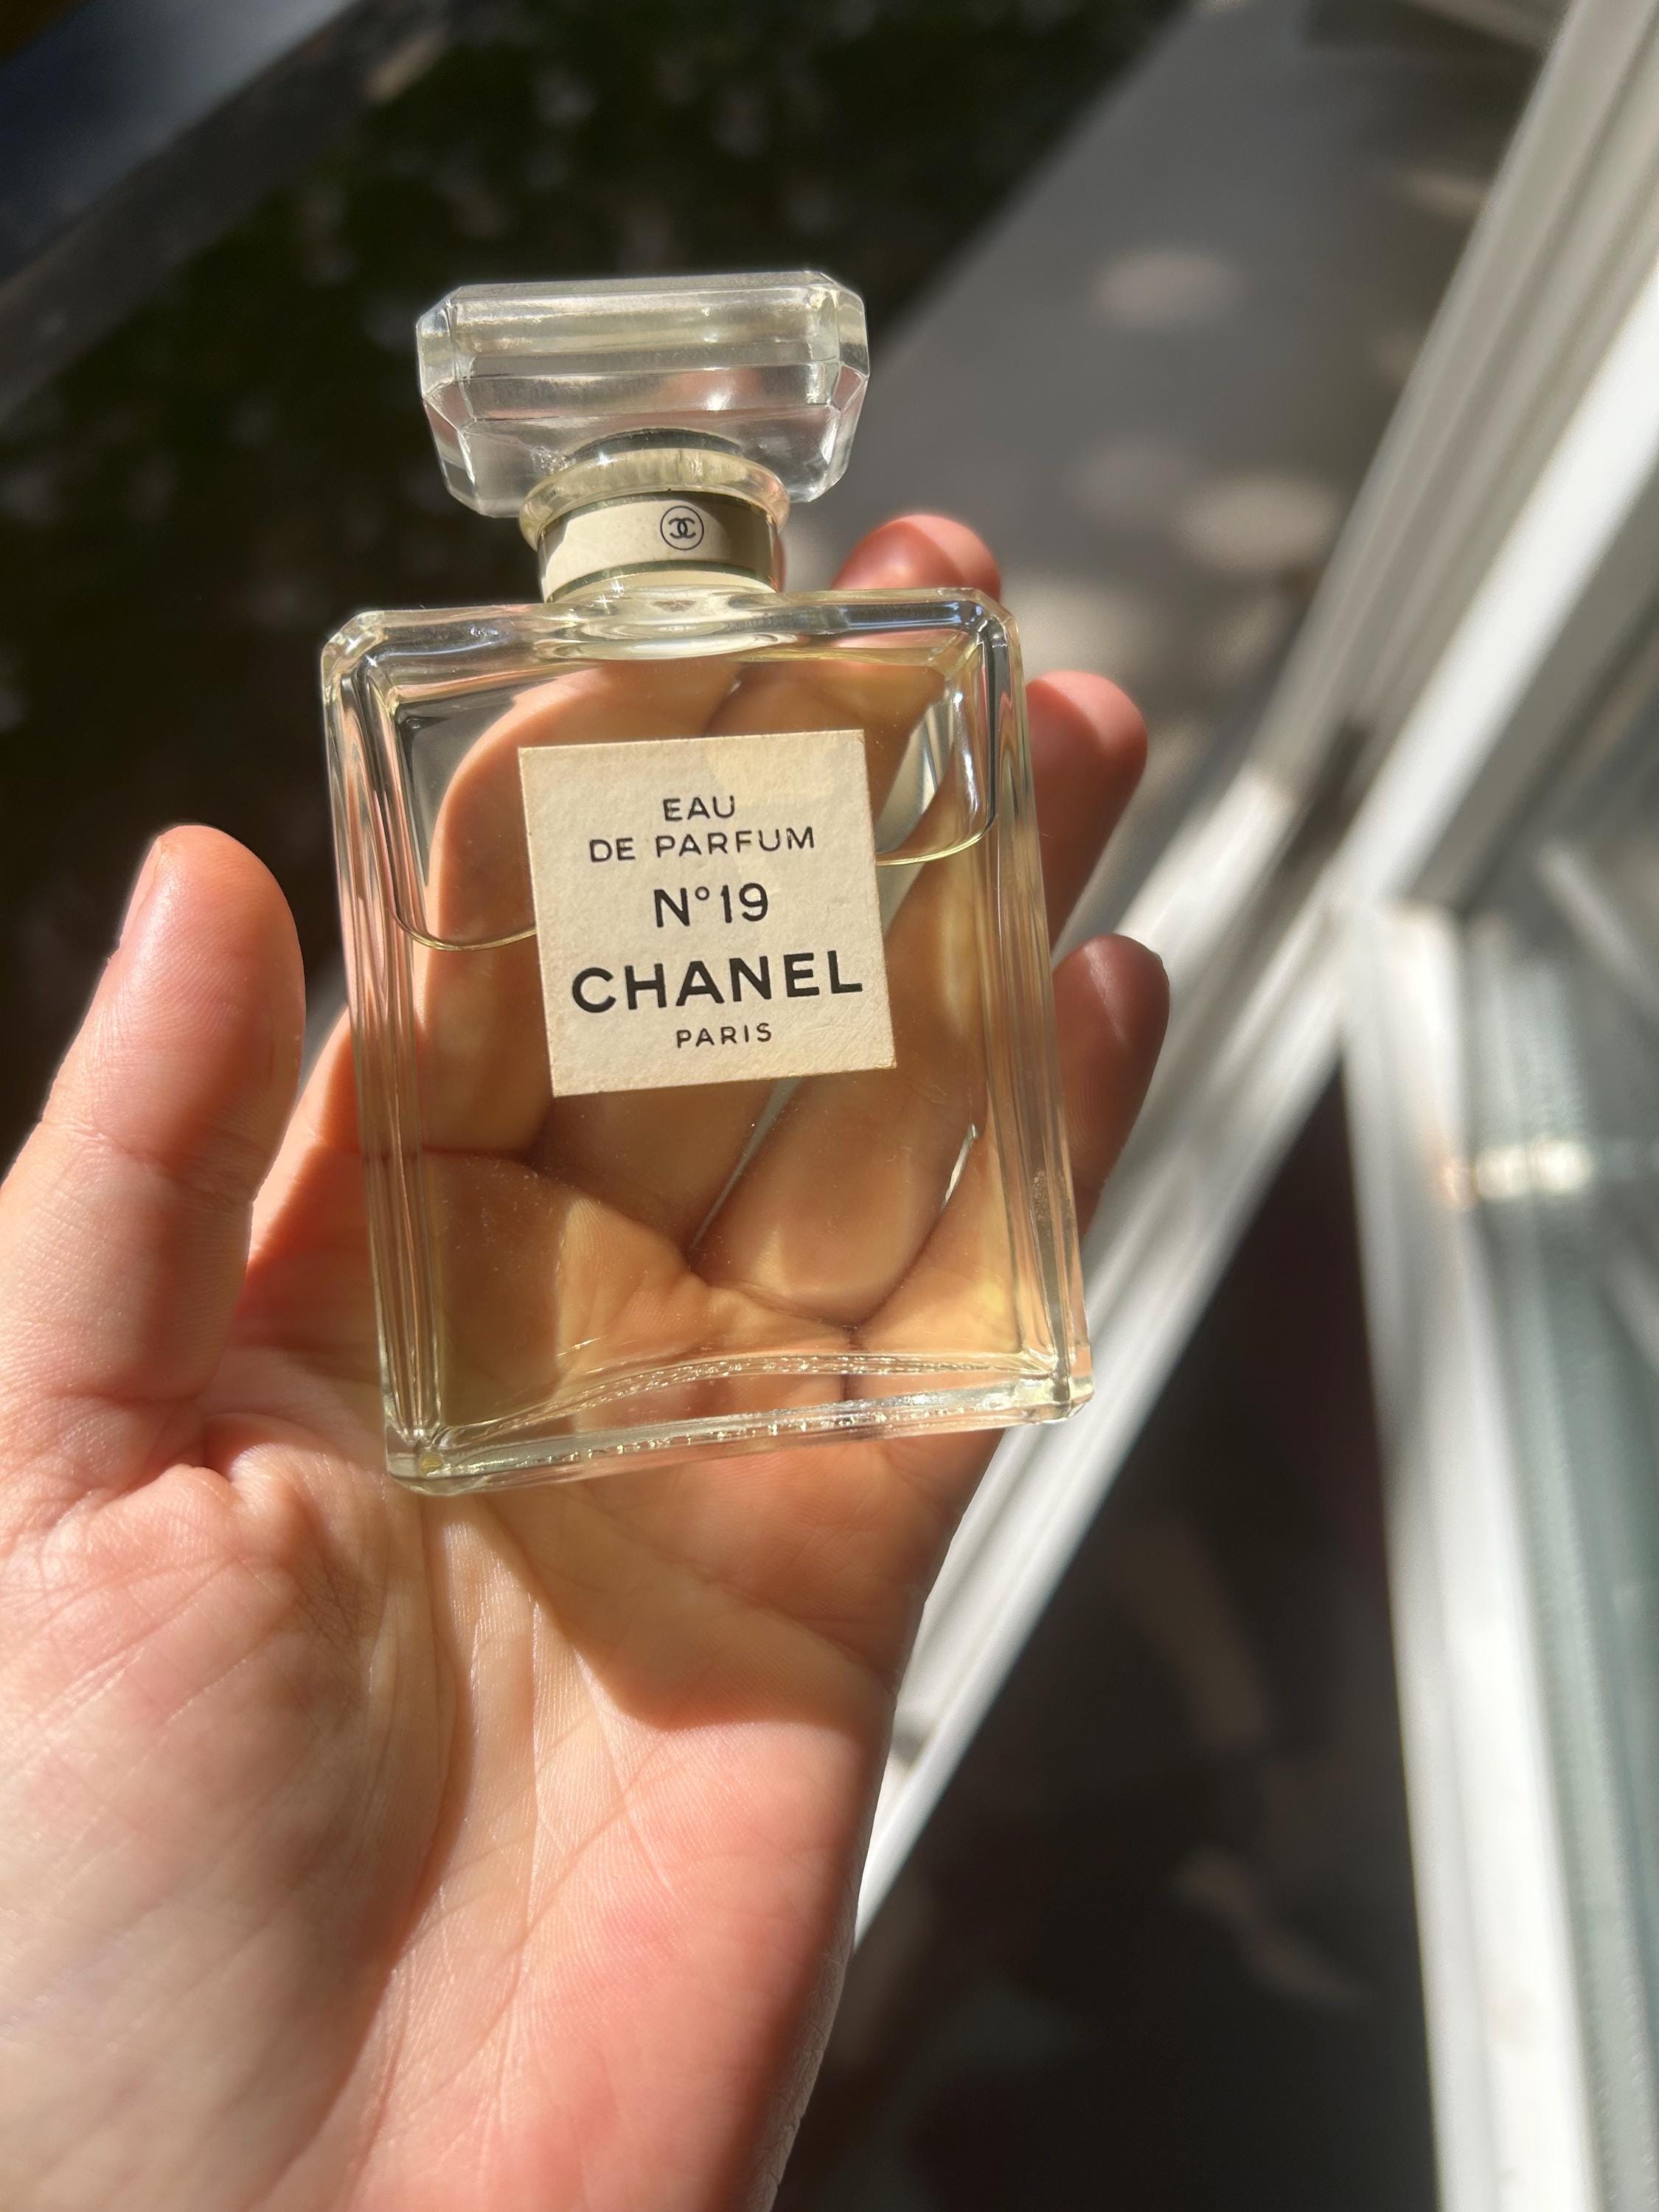 EAU
DE PARFUM
N°19
CHANEL
PARIS